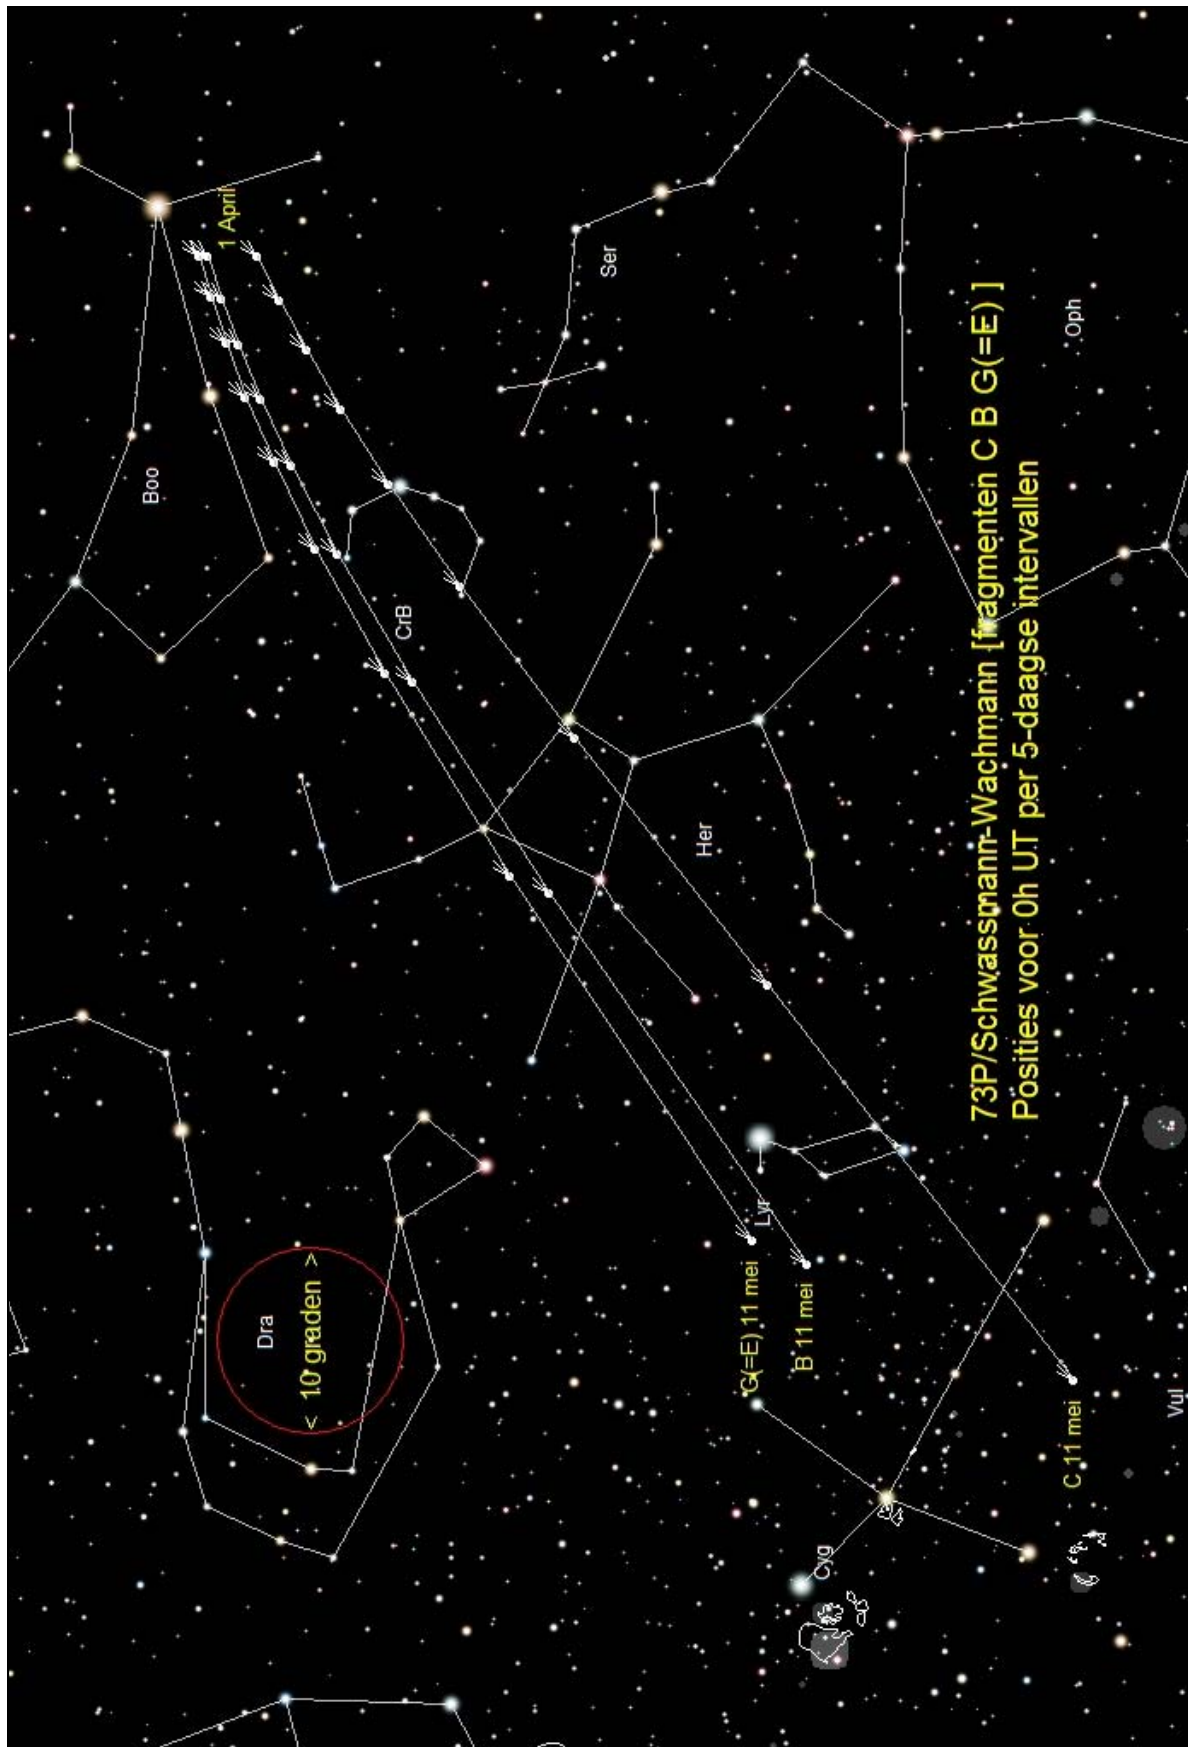 1 April
Boo
CrB
Ser
Her
Oph
Dra
< 10 graden >
Lyr
G(=E) 11 mei
B 11 mei
C 11 mei
Cyg
Vul
73P/Schwassmann-Wachmann [fragmenten C B G(=E) ]
Posities voor 0h UT per 5-daagse intervallen